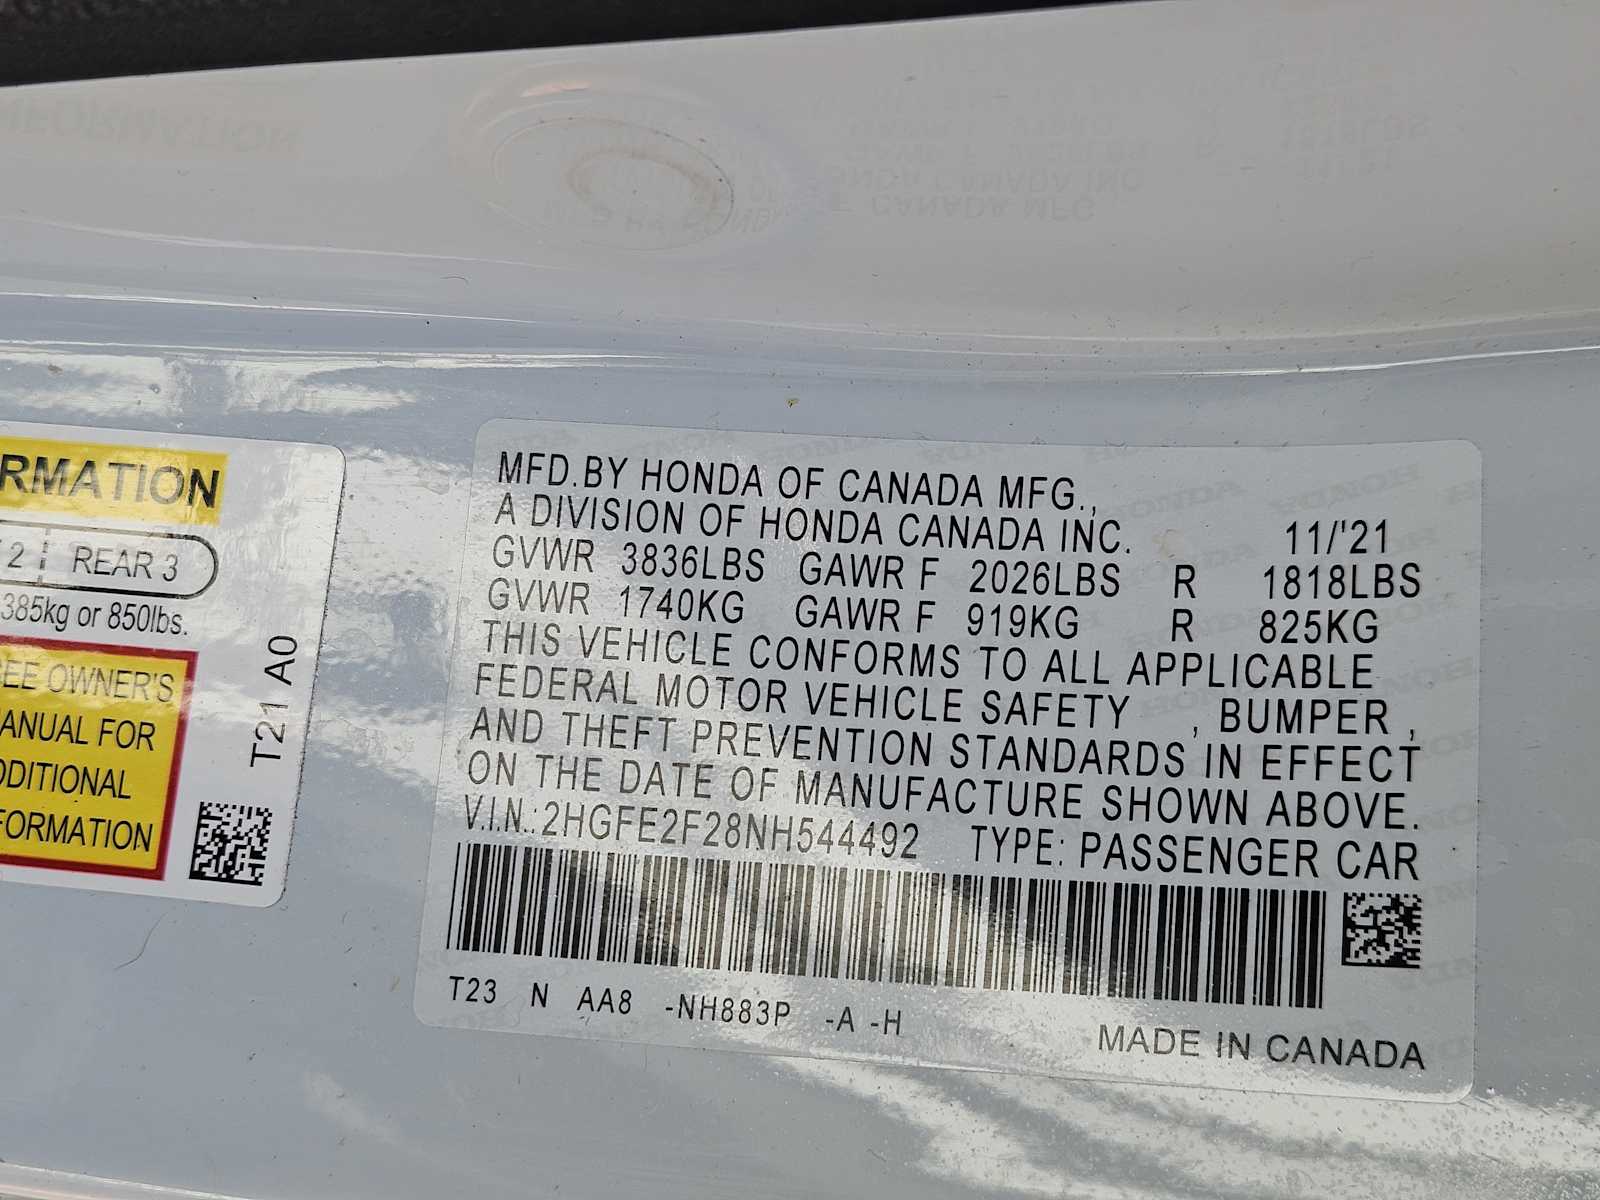 RMATION
2 REAR 3
385kg or 850lbs.
SEE OWNER'S
MANUAL FOR
ADDITIONAL
FORMATION
T21 A0
MFD.BY HONDA OF CANADA MFG.,
A DIVISION OF HONDA CANADA INC. 11/'21
GVWR 3836LBS GAWR F 2026LBS R 1818LBS
GVWR 1740KG GAWR F 919KG R 825KG
THIS VEHICLE CONFORMS TO ALL APPLICABLE
FEDERAL MOTOR VEHICLE SAFETY , BUMPER ,
AND THEFT PREVENTION STANDARDS IN EFFECT
ON THE DATE OF MANUFACTURE SHOWN ABOVE.
V.I.N.:2HGFE2F28NH544492 TYPE: PASSENGER CAR
T23 N AA8 -NH883P -A -H
MADE IN CANADA